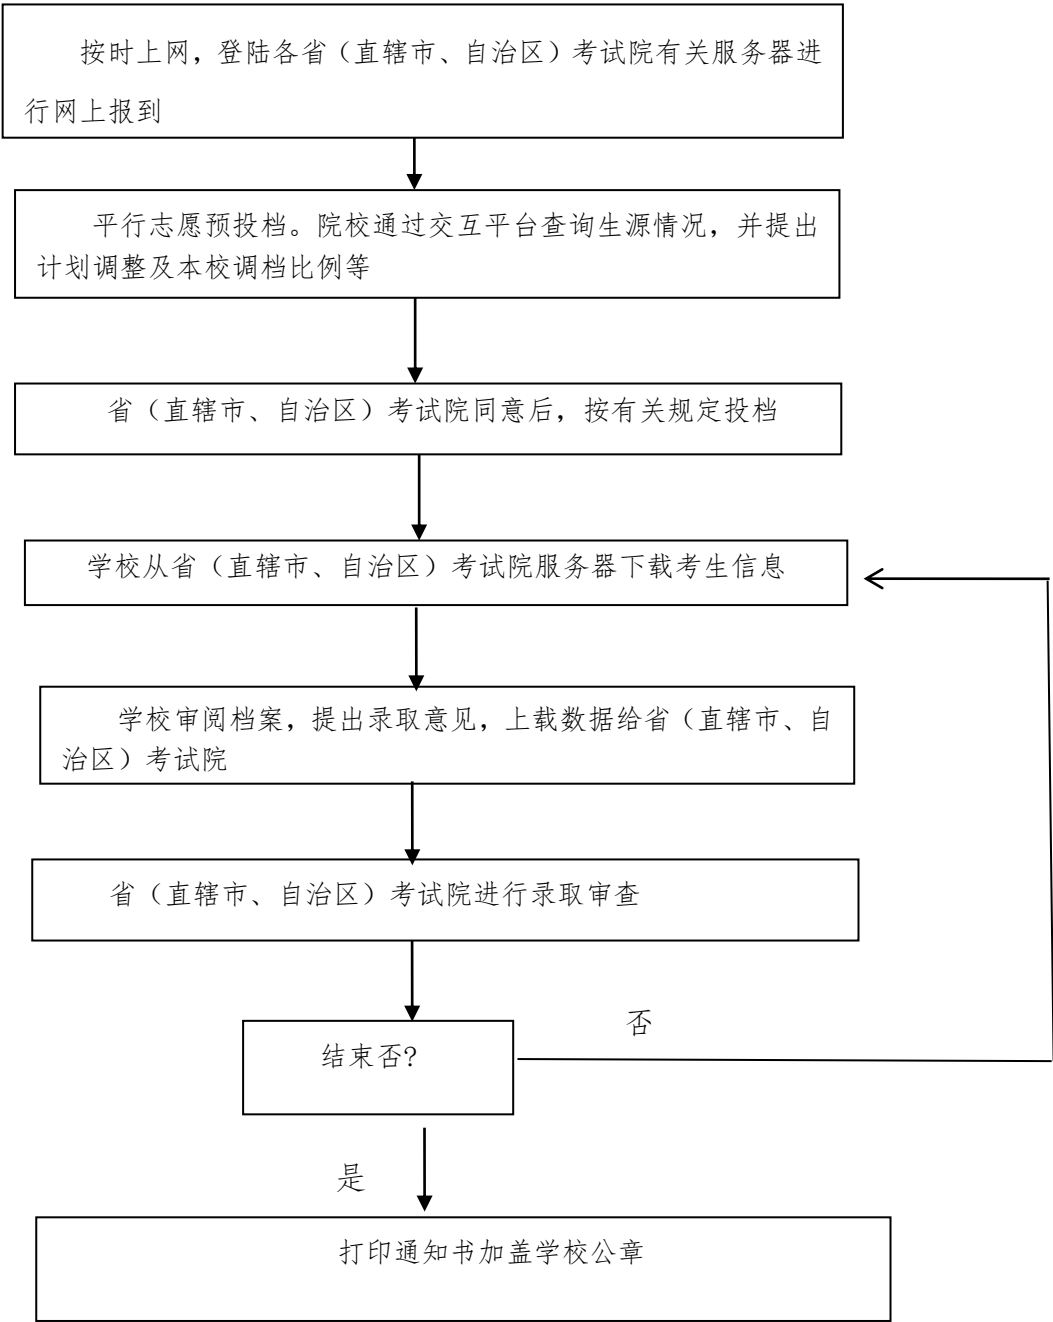 按时上网，登陆各省（直辖市、自治区）考试院有关服务器进
行网上报到
平行志愿预投档。院校通过交互平台查询生源情况，并提出
计划调整及本校调档比例等
省（直辖市、自治区）考试院同意后，按有关规定投档
学校从省（直辖市、自治区）考试院服务器下载考生信息
学校审阅档案，提出录取意见，上载数据给省（直辖市、自
治区）考试院
省（直辖市、自治区）考试院进行录取审查
结束否?
否
是
打印通知书加盖学校公章